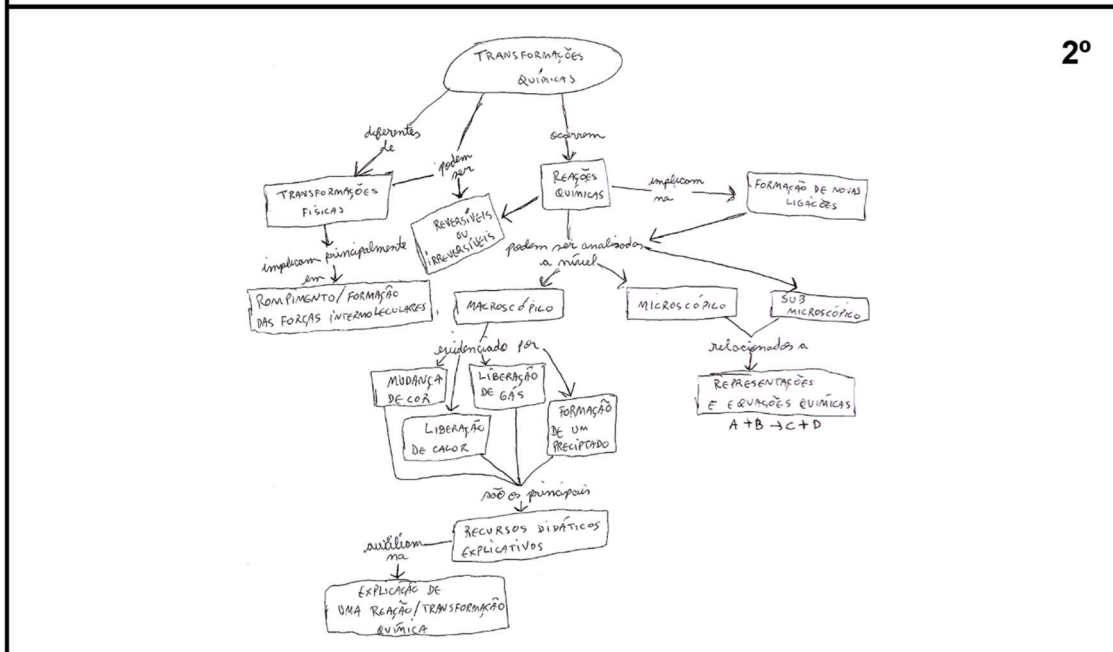 2º
TRANSFORMAÇÕES
QUÍMICAS
diferentes
de
podem
ser
ocorrem
TRANSFORMAÇÕES
FÍSICAS
REAÇÕES
QUÍMICAS
implicam
na
FORMAÇÃO DE NOVAS
LIGAÇÕES
REVERSÍVEIS
OU
IRREVERSÍVEIS
implicam principalmente
em
podem ser analisados
a nível
ROMPIMENTO/FORMAÇÃO
DAS FORÇAS INTERMOLECULARES.
MACROSCÓPICO
MICROSCÓPICO
SUB
MICROSCÓPICO
evidenciado por
relacionados a
MUDANÇA
DE COR
LIBERAÇÃO
DE GÁS
REPRESENTAÇÕES
E EQUAÇÕES QUÍMICAS
A + B → C + D
LIBERAÇÃO
DE CALOR
FORMAÇÃO
DE UM
PRECIPTADO
são os principais
RECURSOS DIDÁTICOS
EXPLICATIVOS
auxiliam
na
EXPLICAÇÃO DE
UMA REAÇÃO/TRANSFORMAÇÃO
QUÍMICA